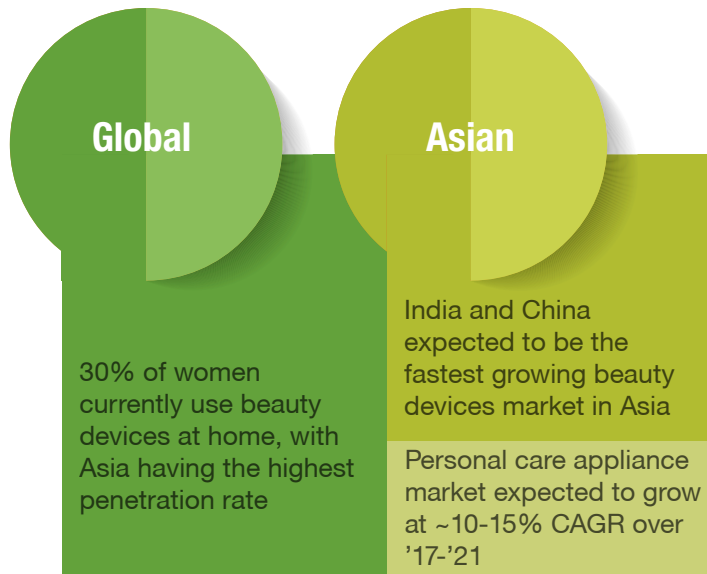 Global
30% of women
currently use beauty
devices at home, with
Asia having the highest
penetration rate
Asian
India and China
expected to be the
fastest growing beauty
devices market in Asia
Personal care appliance
market expected to grow
at ~10-15% CAGR over
’17-’21